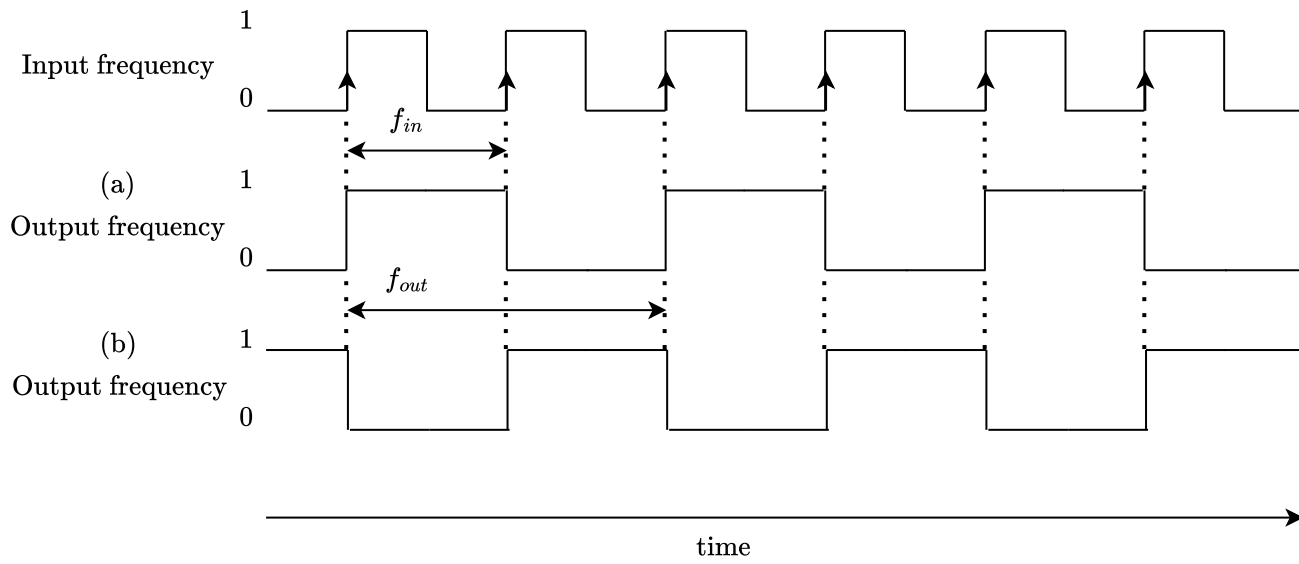 1
Input frequency
0
f_in
(a)
1
Output frequency
0
f_out
(b)
1
Output frequency
0
time